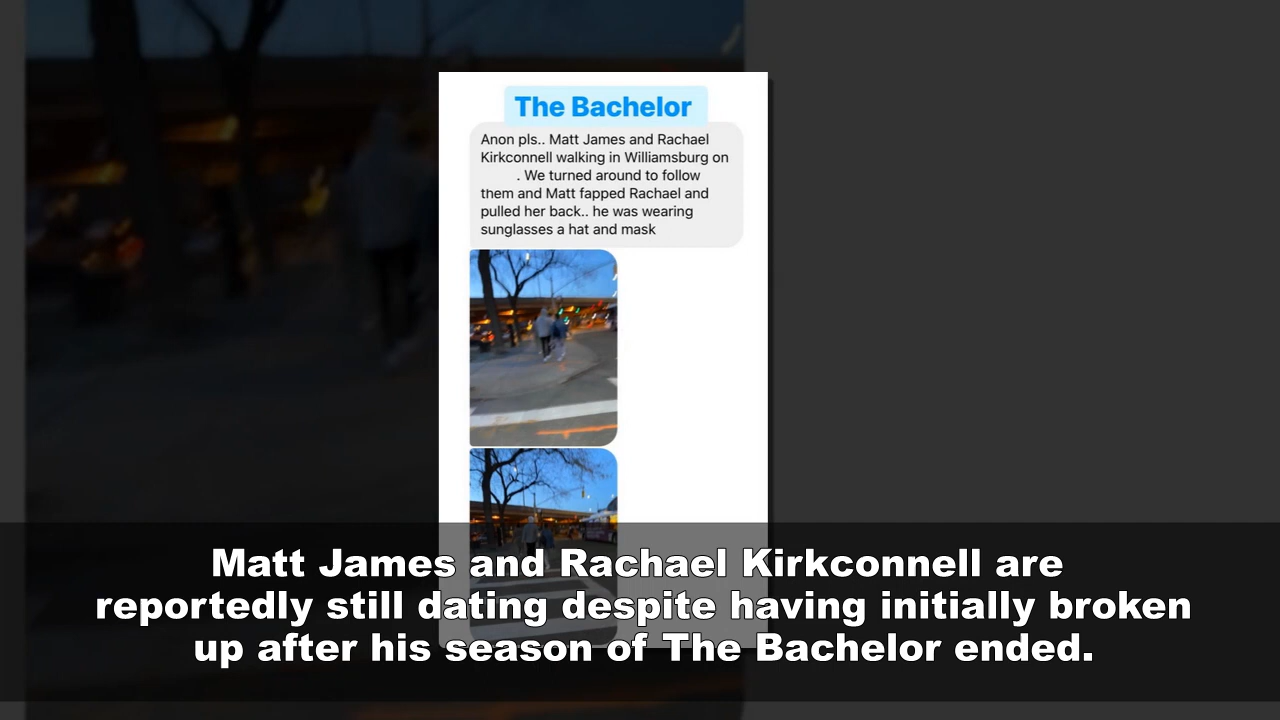 The Bachelor
Anon pls.. Matt James and Rachael
Kirkconnell walking in Williamsburg on
. We turned around to follow
them and Matt fapped Rachael and
pulled her back.. he was wearing
sunglasses a hat and mask
Matt James and Rachael Kirkconnell are
reportedly still dating despite having initially broken
up after his season of The Bachelor ended.